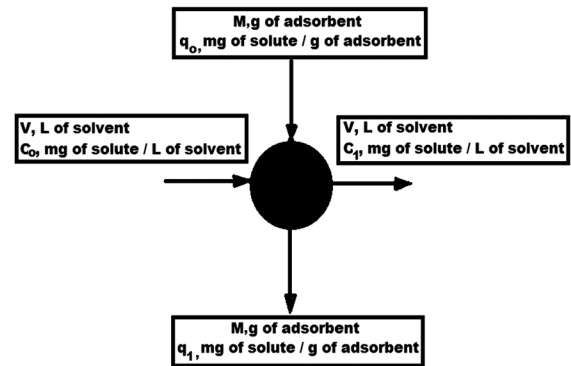 M,g of adsorbent
qo,mg of solute / g of adsorbent
V, L of solvent
Co, mg of solute / L of solvent
V, L of solvent
C1, mg of solute / L of solvent
M,g of adsorbent
q1,mg of solute / g of adsorbent